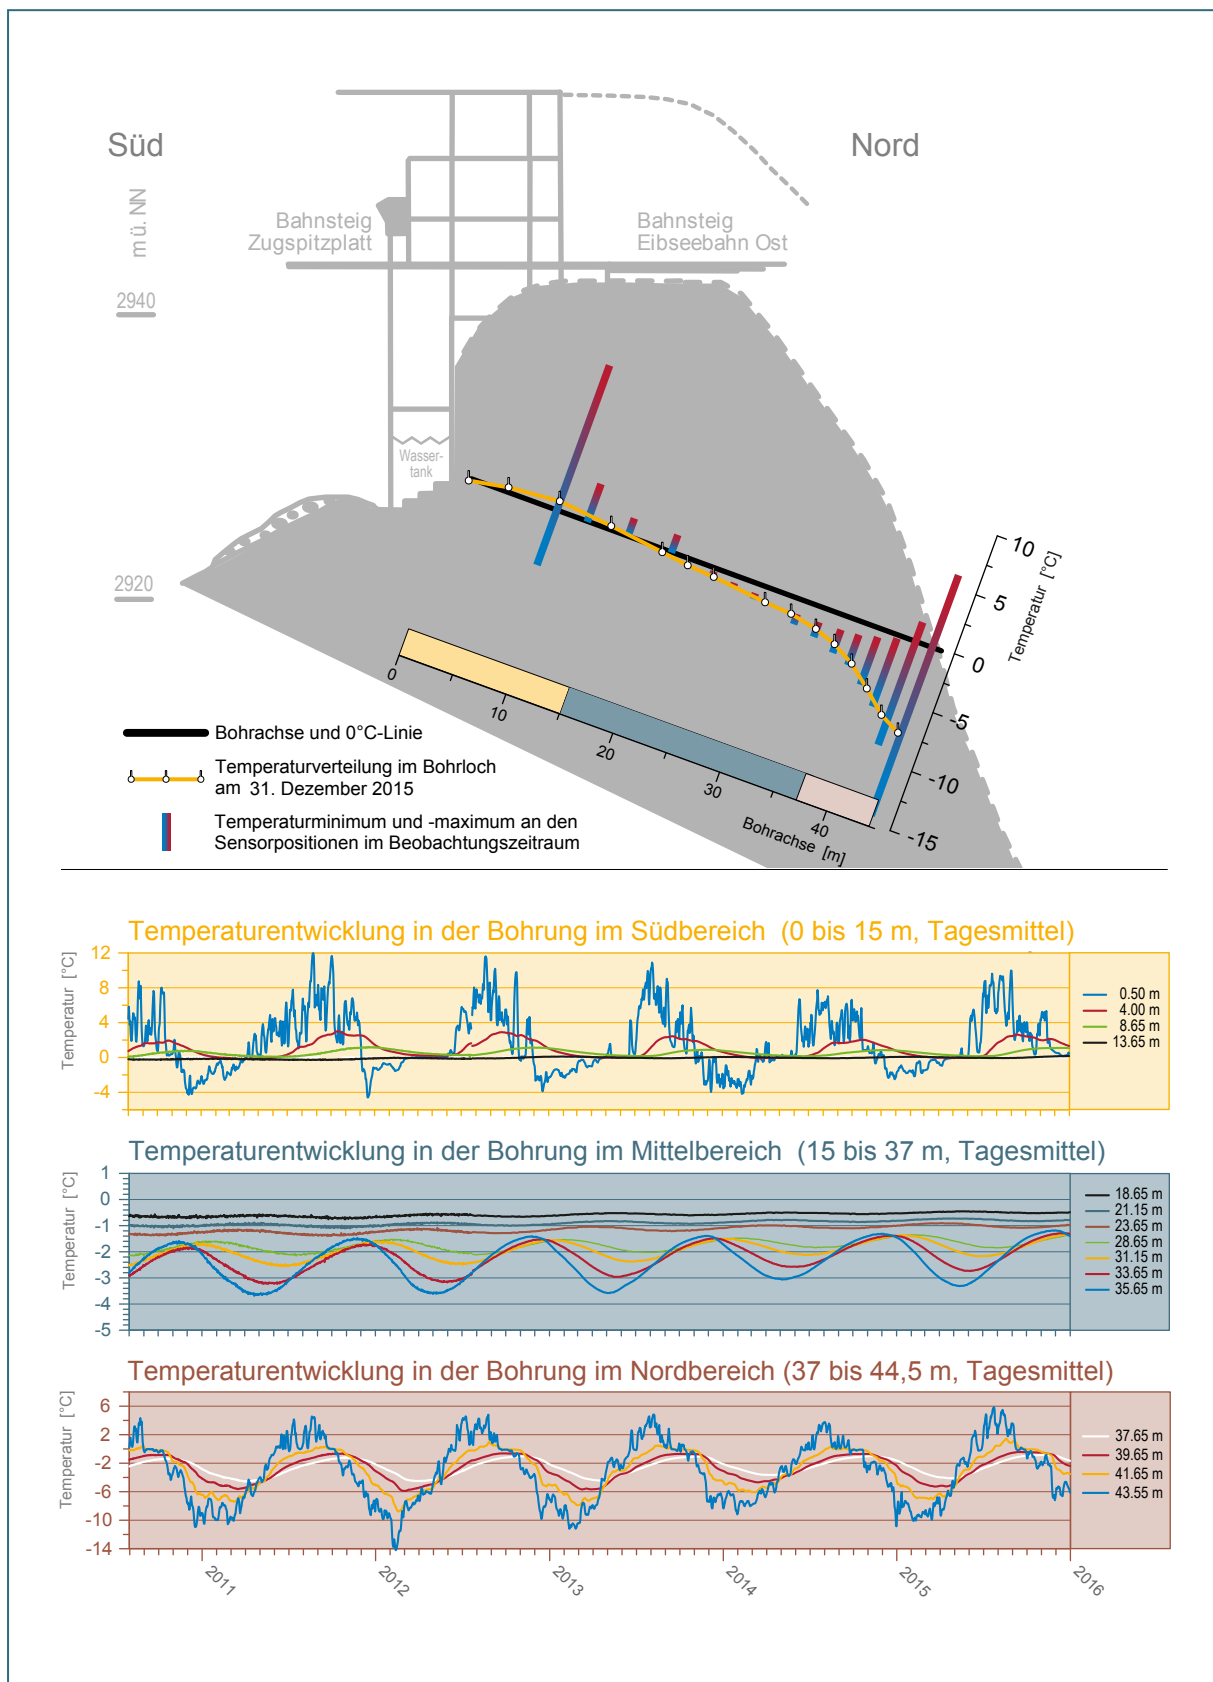 Süd
Nord
m ü. NN
Bahnsteig
Zugspitzplatt
Bahnsteig
Eibseebahn Ost
2940
Wasser-
tank
2920
10
5
0
-5
-10
-15
Temperatur [°C]
0
10
20
30
40
Bohrachse [m]
Bohrachse und 0°C-Linie
Temperaturverteilung im Bohrloch
am 31. Dezember 2015
Temperaturminimum und -maximum an den
Sensorpositionen im Beobachtungszeitraum
Temperaturentwicklung in der Bohrung im Südbereich (0 bis 15 m, Tagesmittel)
Temperatur [°C]
12
8
4
0
-4
0.50 m
4.00 m
8.65 m
13.65 m
Temperaturentwicklung in der Bohrung im Mittelbereich (15 bis 37 m, Tagesmittel)
Temperatur [°C]
1
0
-1
-2
-3
-4
-5
18.65 m
21.15 m
23.65 m
28.65 m
31.15 m
33.65 m
35.65 m
Temperaturentwicklung in der Bohrung im Nordbereich (37 bis 44,5 m, Tagesmittel)
Temperatur [°C]
6
2
-2
-6
-10
-14
37.65 m
39.65 m
41.65 m
43.55 m
2011
2012
2013
2014
2015
2016